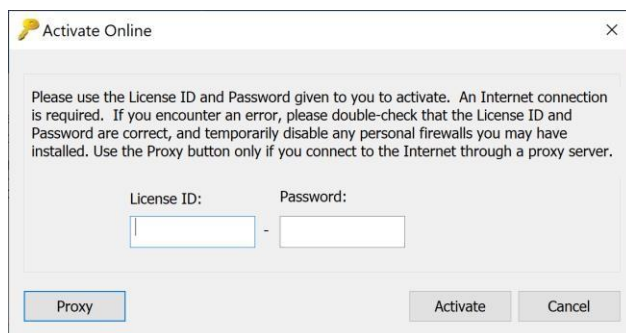 Activate Online
Please use the License ID and Password given to you to activate. An Internet connection
is required. If you encounter an error, please double-check that the License ID and
Password are correct, and temporarily disable any personal firewalls you may have
installed. Use the Proxy button only if you connect to the Internet through a proxy server.
License ID: Password:
-
Proxy Activate Cancel